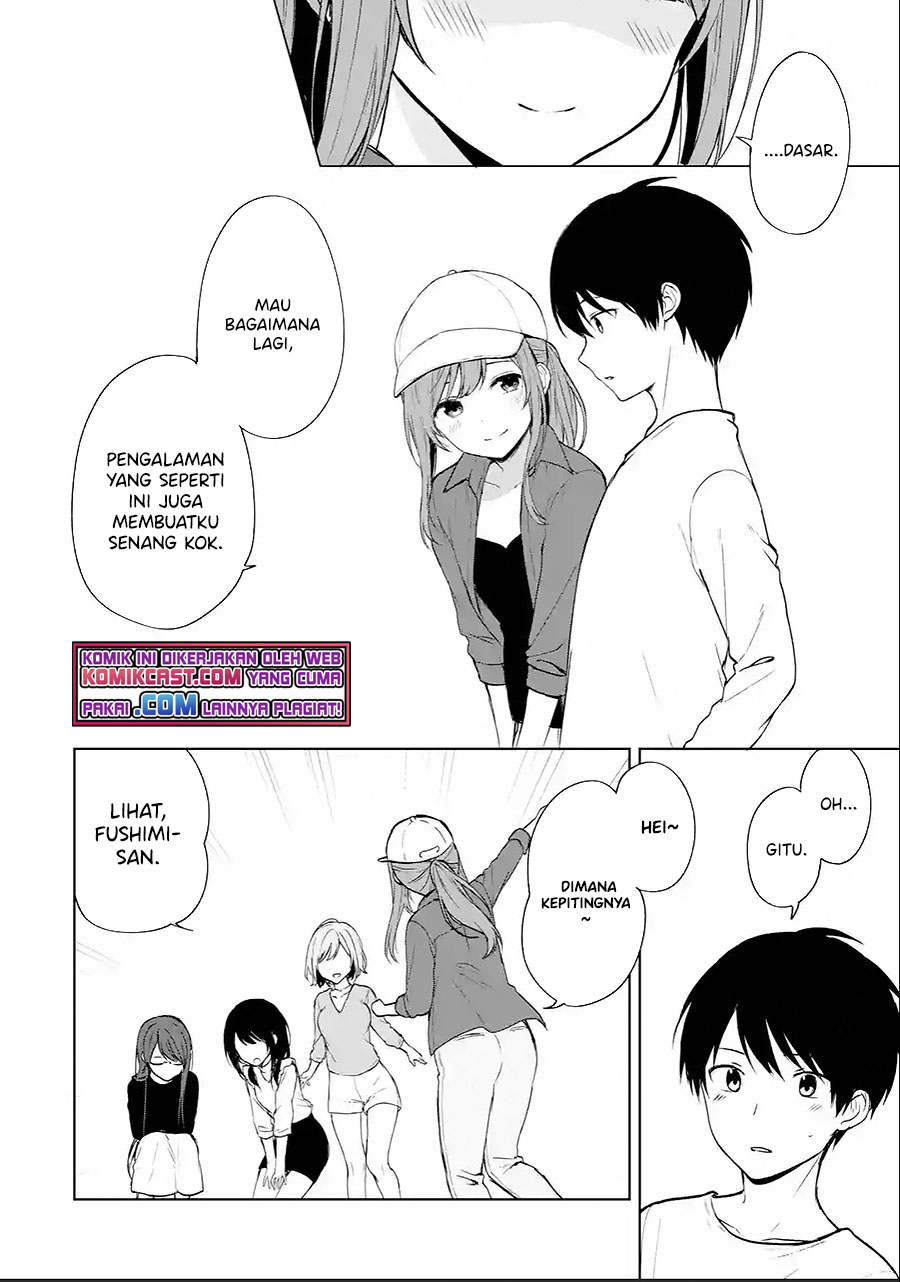 ....DASAR.
MAU
BAGAIMANA
LAGI,
PENGALAMAN
YANG SEPERTI
INI JUGA
MEMBUATKU
SENANG KOK.
KOMIK INI DIKERJAKAN OLEH WEB
KOMIKCAST.COM YANG CUMA
PAKAI .COM LAINNYA PLAGIAT!
OH...
GITU.
HEI~
DIMANA
KEPITINGNYA
~
LIHAT,
FUSHIMI-
SAN.